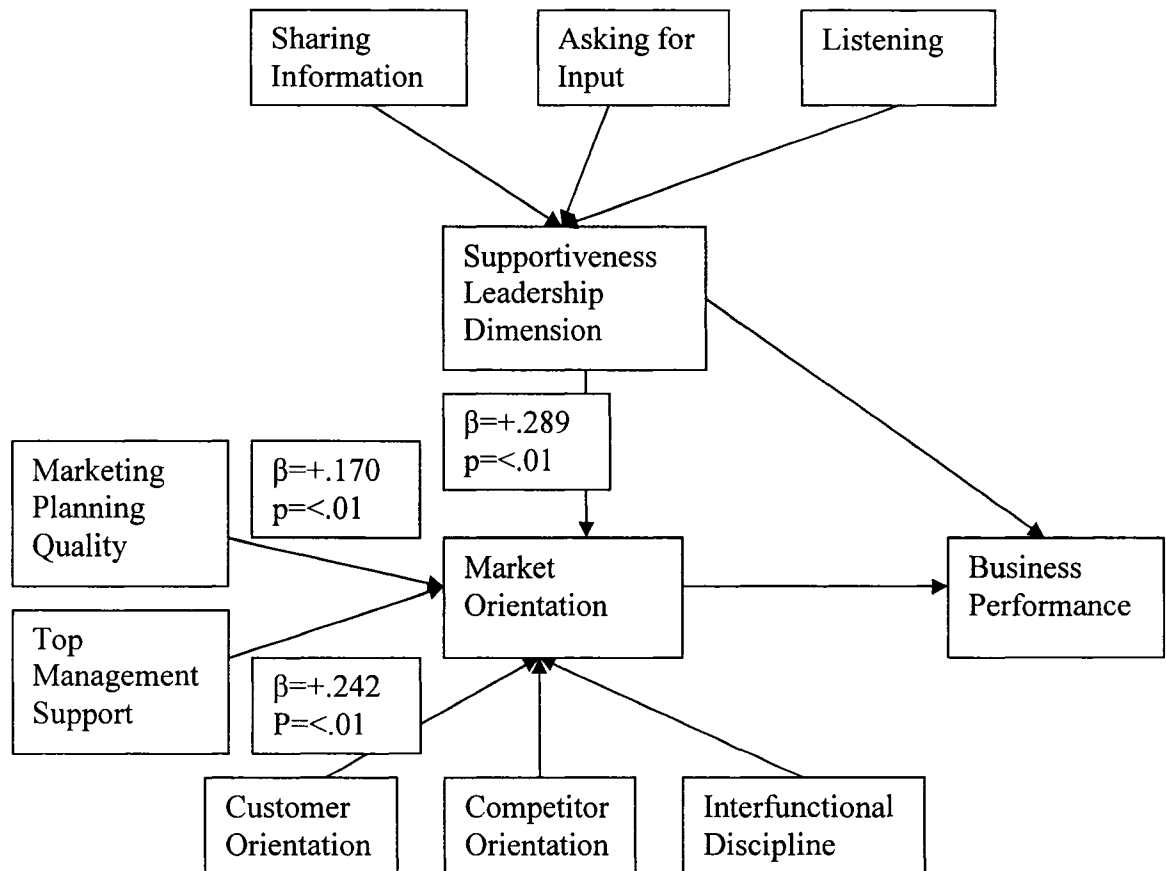 Sharing
Information
Asking for
Input
Listening
Supportiveness
Leadership
Dimension
β=+.289
p=<.01
Marketing
Planning
Quality
β=+.170
p=<.01
Market
Orientation
Business
Performance
Top
Management
Support
β=+.242
P=<.01
Customer
Orientation
Competitor
Orientation
Interfunctional
Discipline